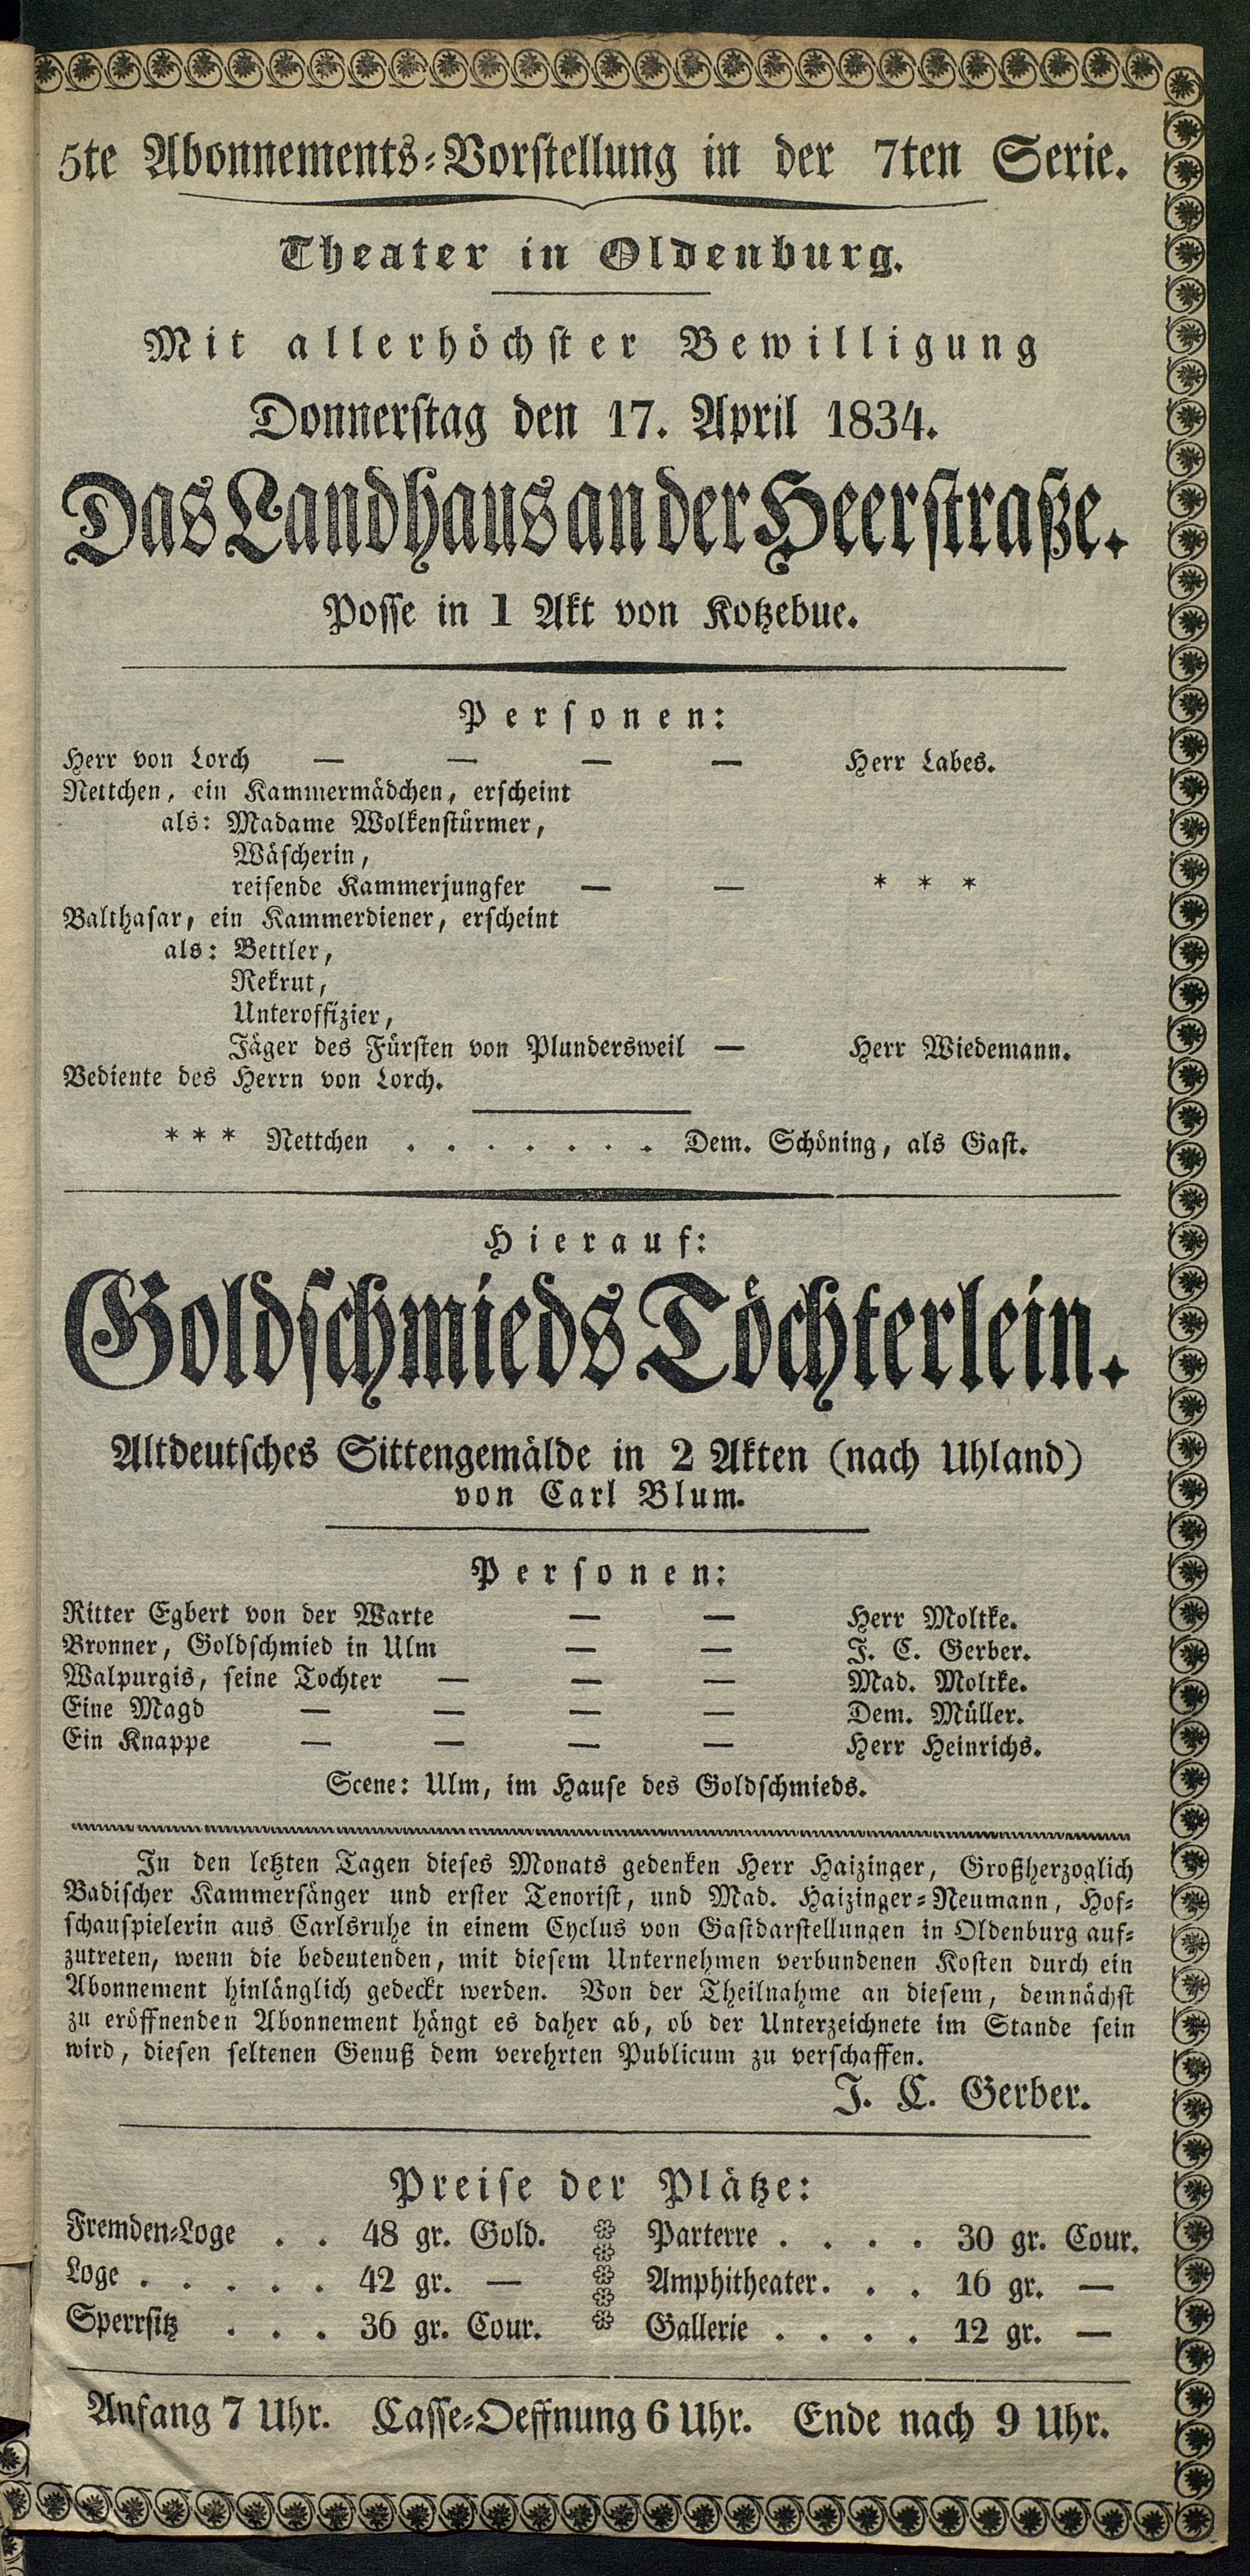 5te Abonnements-Vorstellung in der 7ten Serie.
Theater in Oldenburg.
Mit allerhöchster Bewilligung
Donnerstag den 17. April 1834.
Das Landhaus an der Heerstraße.
Posse in 1 Akt von Kotzebue.
Personen:
Herr von Lorch — — — — Herr Labes.
Nettchen, ein Kammermädchen, erscheint
als: Madame Wolkenstürmer,
Wäscherin,
reisende Kammerjungfer — — * * *
Balthasar, ein Kammerdiener, erscheint
als: Bettler,
Rekrut,
Unteroffizier,
Jäger des Fürsten von Plundersweil — Herr Wiedemann.
Bediente des Herrn von Lorch.
* * * Nettchen . . . . . . . Dem. Schöning, als Gast.
Hierauf:
Goldschmieds Töchterlein.
Altdeutsches Sittengemälde in 2 Akten (nach Uhland)
von Carl Blum.
Personen:
Ritter Egbert von der Warte — — Herr Moltke.
Bronner, Goldschmied in Ulm — — J. C. Gerber.
Walpurgis, seine Tochter — — — Mad. Moltke.
Eine Magd — — — — Dem. Müller.
Ein Knappe — — — — Herr Heinrichs.
Scene: Ulm, im Hause des Goldschmieds.
In den letzten Tagen dieses Monats gedenken Herr Haizinger, Großherzoglich
Badischer Kammersänger und erster Tenorist, und Mad. Haizinger-Neumann, Hof-
schauspielerin aus Carlsruhe in einem Cyclus von Gastdarstellungen in Oldenburg auf-
zutreten, wenn die bedeutenden, mit diesem Unternehmen verbundenen Kosten durch ein
Abonnement hinlänglich gedeckt werden. Von der Theilnahme an diesem, demnächst
zu eröffnenden Abonnement hängt es daher ab, ob der Unterzeichnete im Stande sein
wird, diesen seltenen Genuß dem verehrten Publicum zu verschaffen.
J. C. Gerber.
Preise der Plätze:
Fremden-Loge . . 48 gr. Gold. Parterre . . . . 30 gr. Cour.
Loge . . . . . 42 gr. — Amphitheater. . . 16 gr. —
Sperrsitz . . . 36 gr. Cour. Gallerie . . . . 12 gr. —
Anfang 7 Uhr. Casse-Oeffnung 6 Uhr. Ende nach 9 Uhr.